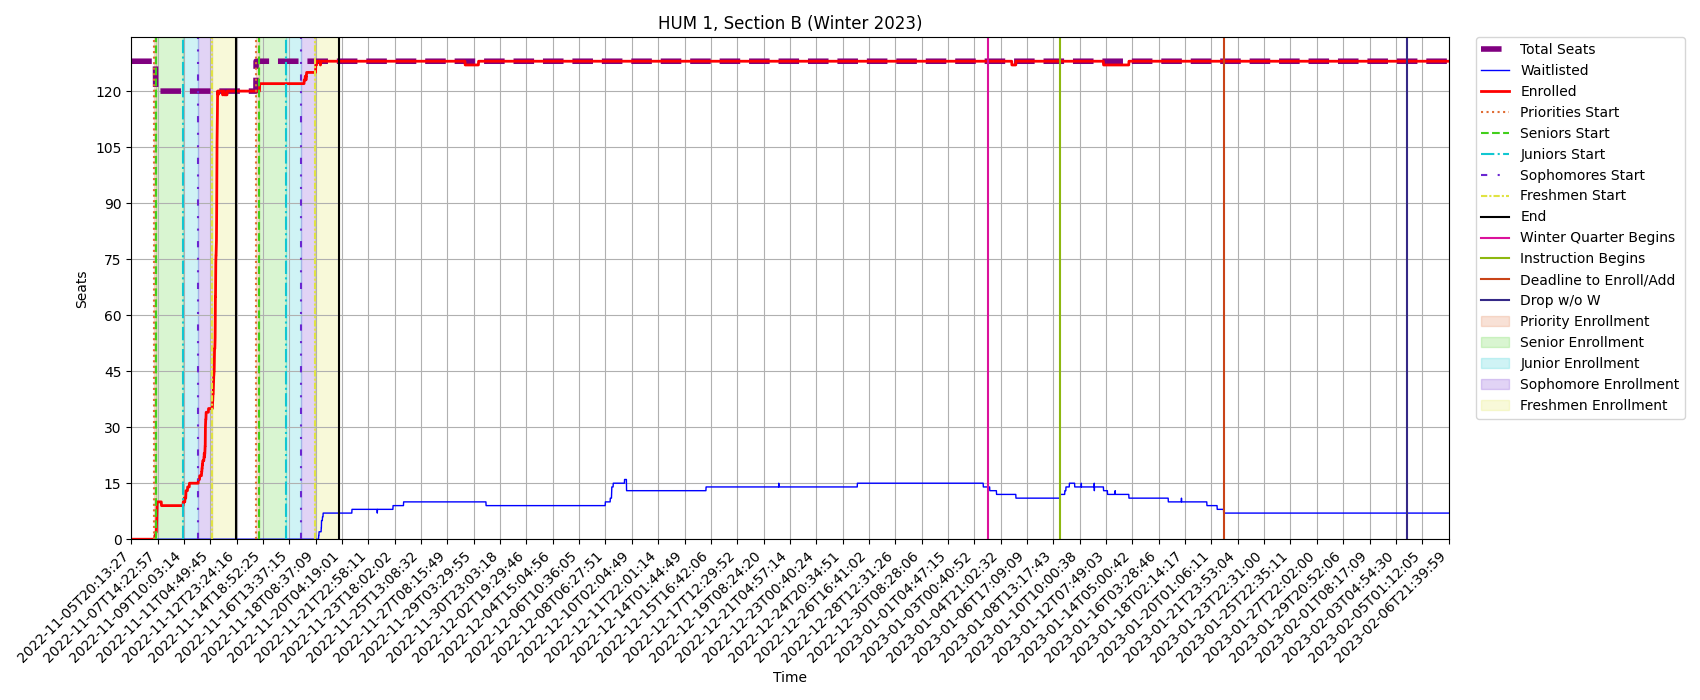 HUM 1, Section B (Winter 2023)
Seats
120
105
90
75
60
45
30
15
0
2022-11-05T20:13:27
2022-11-07T14:22:57
2022-11-09T10:03:14
2022-11-11T04:49:45
2022-11-12T23:24:16
2022-11-14T18:52:25
2022-11-16T13:37:15
2022-11-18T08:37:09
2022-11-20T04:19:01
2022-11-21T22:58:11
2022-11-23T18:02:02
2022-11-25T13:08:32
2022-11-27T08:15:49
2022-11-29T03:29:55
2022-11-30T23:03:18
2022-12-02T19:29:46
2022-12-04T15:04:56
2022-12-06T10:36:05
2022-12-08T06:27:51
2022-12-10T02:04:49
2022-12-11T22:01:14
2022-12-14T01:44:49
2022-12-15T16:42:06
2022-12-17T12:29:52
2022-12-19T08:24:20
2022-12-21T04:57:14
2022-12-23T00:40:24
2022-12-24T20:34:51
2022-12-26T16:41:02
2022-12-28T12:31:26
2022-12-30T08:28:06
2023-01-01T04:47:15
2023-01-03T00:40:52
2023-01-04T21:02:32
2023-01-06T17:09:09
2023-01-08T13:17:43
2023-01-10T10:00:38
2023-01-12T07:49:03
2023-01-14T05:00:42
2023-01-16T03:28:46
2023-01-18T02:14:17
2023-01-20T01:06:11
2023-01-21T23:53:04
2023-01-23T22:31:00
2023-01-25T22:35:11
2023-01-27T22:02:00
2023-01-29T20:52:06
2023-02-01T08:17:09
2023-02-03T04:54:30
2023-02-05T01:12:05
2023-02-06T21:39:59
Time
Total Seats
Waitlisted
Enrolled
Priorities Start
Seniors Start
Juniors Start
Sophomores Start
Freshmen Start
End
Winter Quarter Begins
Instruction Begins
Deadline to Enroll/Add
Drop w/o W
Priority Enrollment
Senior Enrollment
Junior Enrollment
Sophomore Enrollment
Freshmen Enrollment